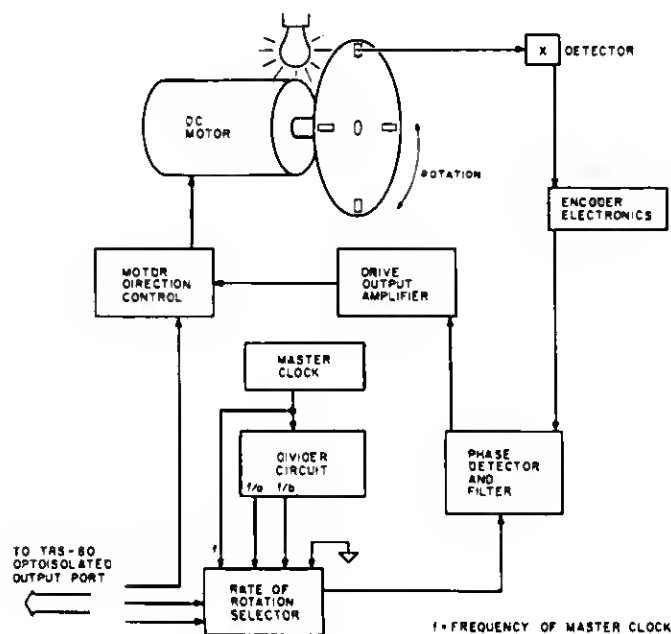 X
DETECTOR
DC
MOTOR
ROTATION
ENCODER
ELECTRONICS
MOTOR
DIRECTION
CONTROL
DRIVE
OUTPUT
AMPLIFIER
MASTER
CLOCK
DIVIDER
CIRCUIT
f/a f/b
PHASE
DETECTOR
AND
FILTER
f
TO TRS-80
OPTOISOLATED
OUTPUT PORT
RATE OF
ROTATION
SELECTOR
f = FREQUENCY OF MASTER CLOCK